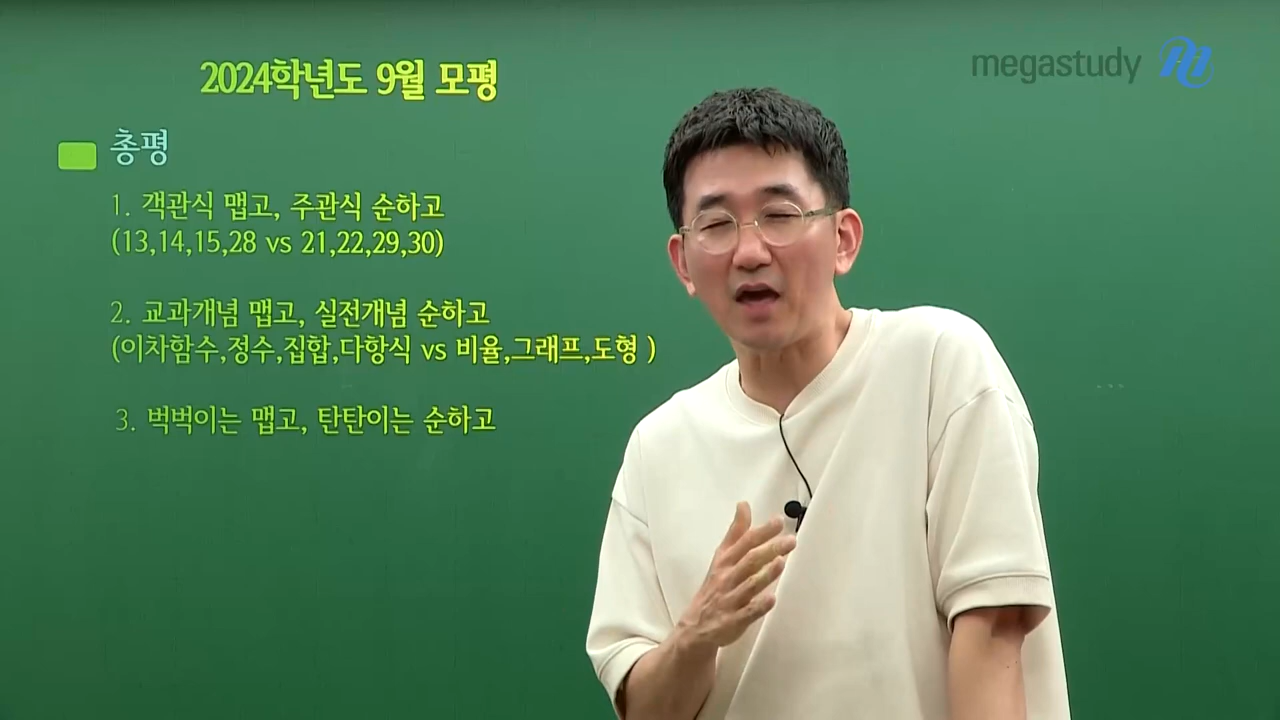 2024학년도 9월 모평
megastudy
총평
1. 객관식 맵고, 주관식 순하고
(13,14,15,28 vs 21,22,29,30)
2. 교과개념 맵고, 실전개념 순하고
(이차함수,정수,집합,다항식 vs 비율,그래프,도형 )
3. 벅벅이는 맵고, 탄탄이는 순하고